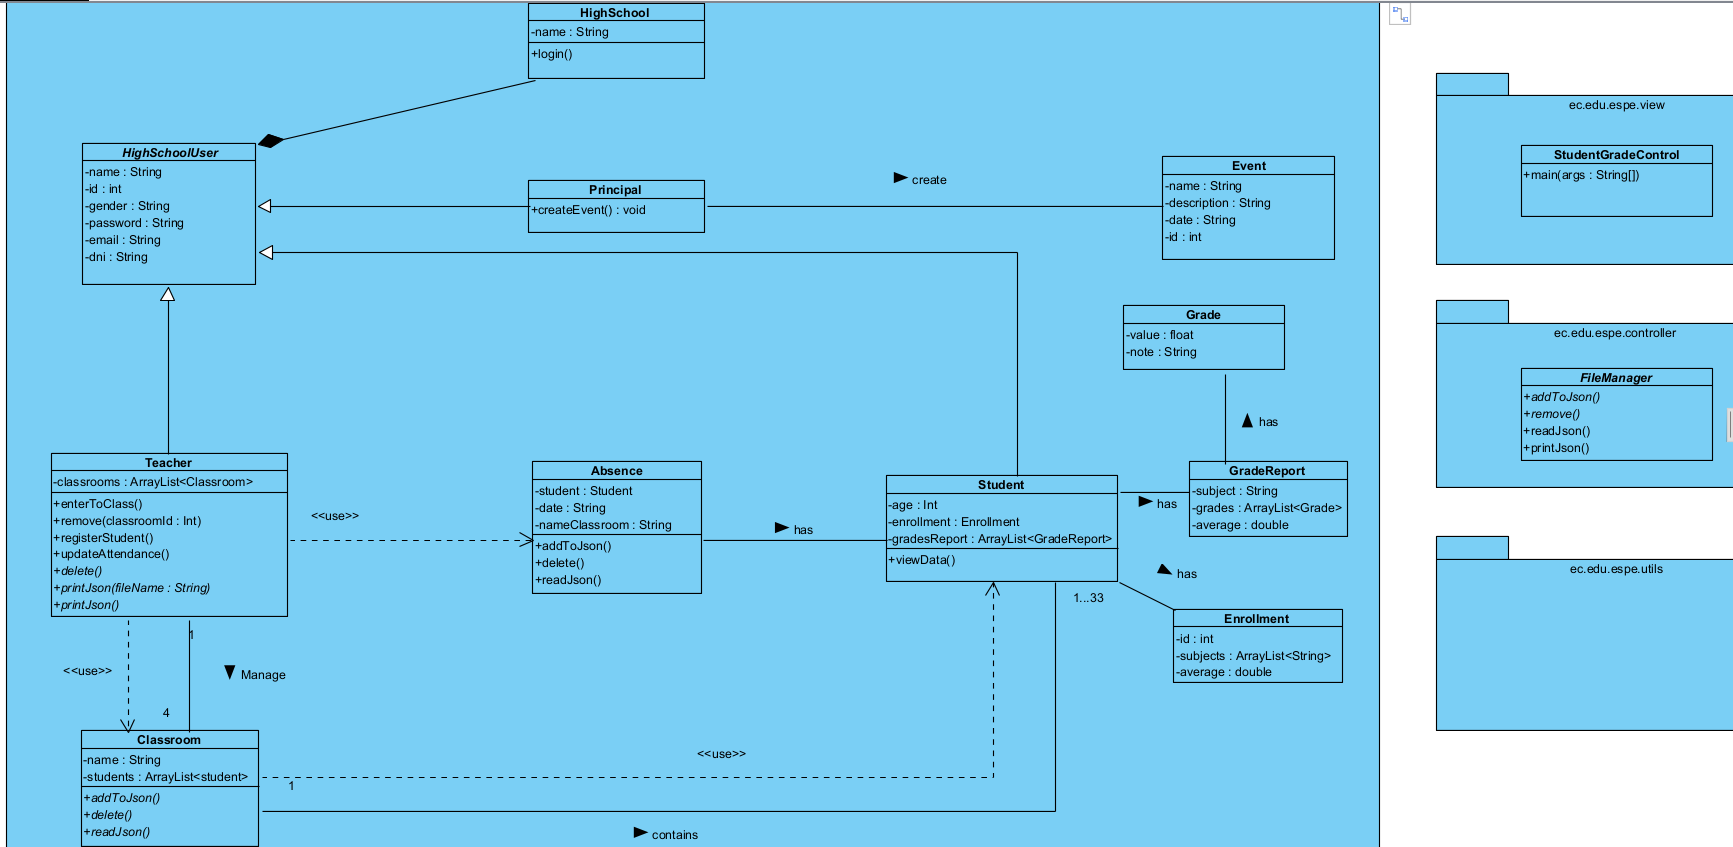 HighSchool
-name : String
+login()
HighSchoolUser
-name : String
-id : int
-gender : String
-password : String
-email : String
-dni : String
Principal
+createEvent() : void
create
Event
-name : String
-description : String
-date : String
-id : int
Grade
-value : float
-note : String
has
Teacher
-classrooms : ArrayList<Classroom>
+enterToClass()
+remove(classroomId : Int)
+registerStudent()
+updateAttendance()
+delete()
+printJson(fileName : String)
+printJson()
<<use>>
Absence
-student : Student
-date : String
-nameClassroom : String
+addToJson()
+delete()
+readJson()
has
Student
-age : Int
-enrollment : Enrollment
-gradesReport : ArrayList<GradeReport>
+viewData()
has
GradeReport
-subject : String
-grades : ArrayList<Grade>
-average : double
has
1...33
Enrollment
-id : int
-subjects : ArrayList<String>
-average : double
1
<<use>>
Manage
4
Classroom
-name : String
-students : ArrayList<student>
+addToJson()
+delete()
+readJson()
<<use>>
1
contains
ec.edu.espe.view
StudentGradeControl
+main(args : String[])
ec.edu.espe.controller
FileManager
+addToJson()
+remove()
+readJson()
+printJson()
ec.edu.espe.utils